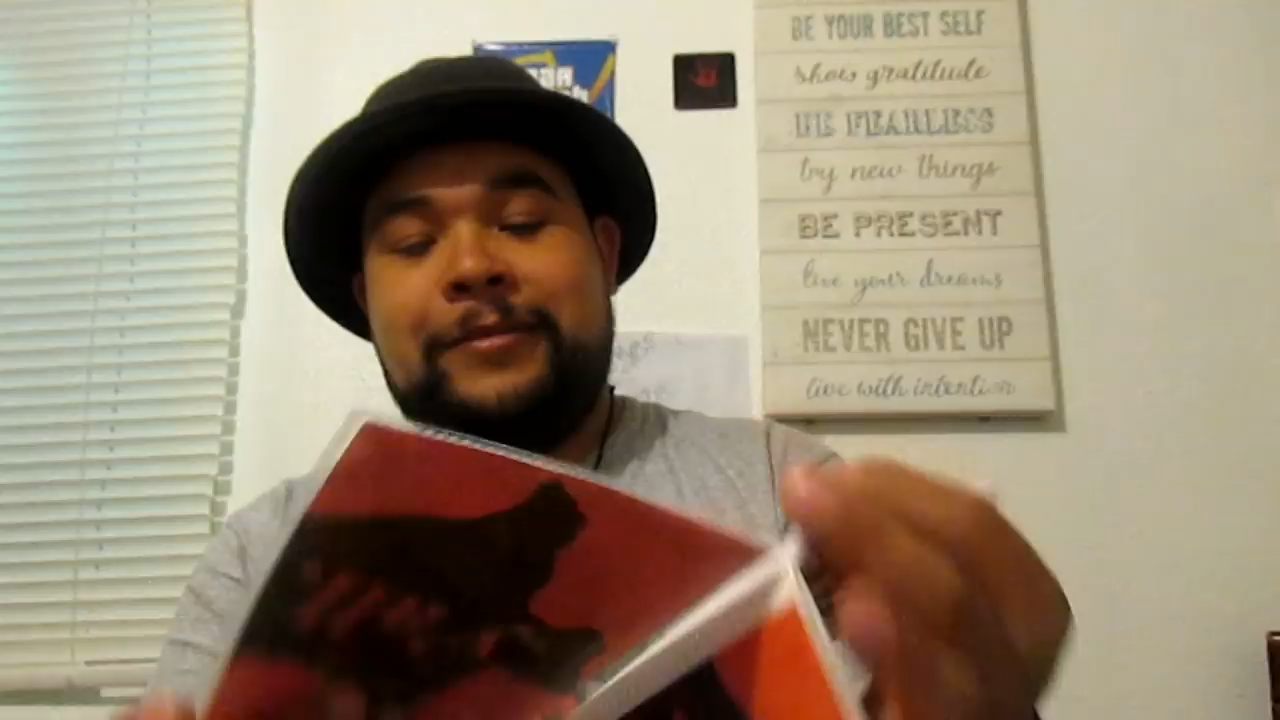 BE YOUR BEST SELF
show gratitude
BE FEARLESS
try new things
BE PRESENT
live your dreams
NEVER GIVE UP
live with intention